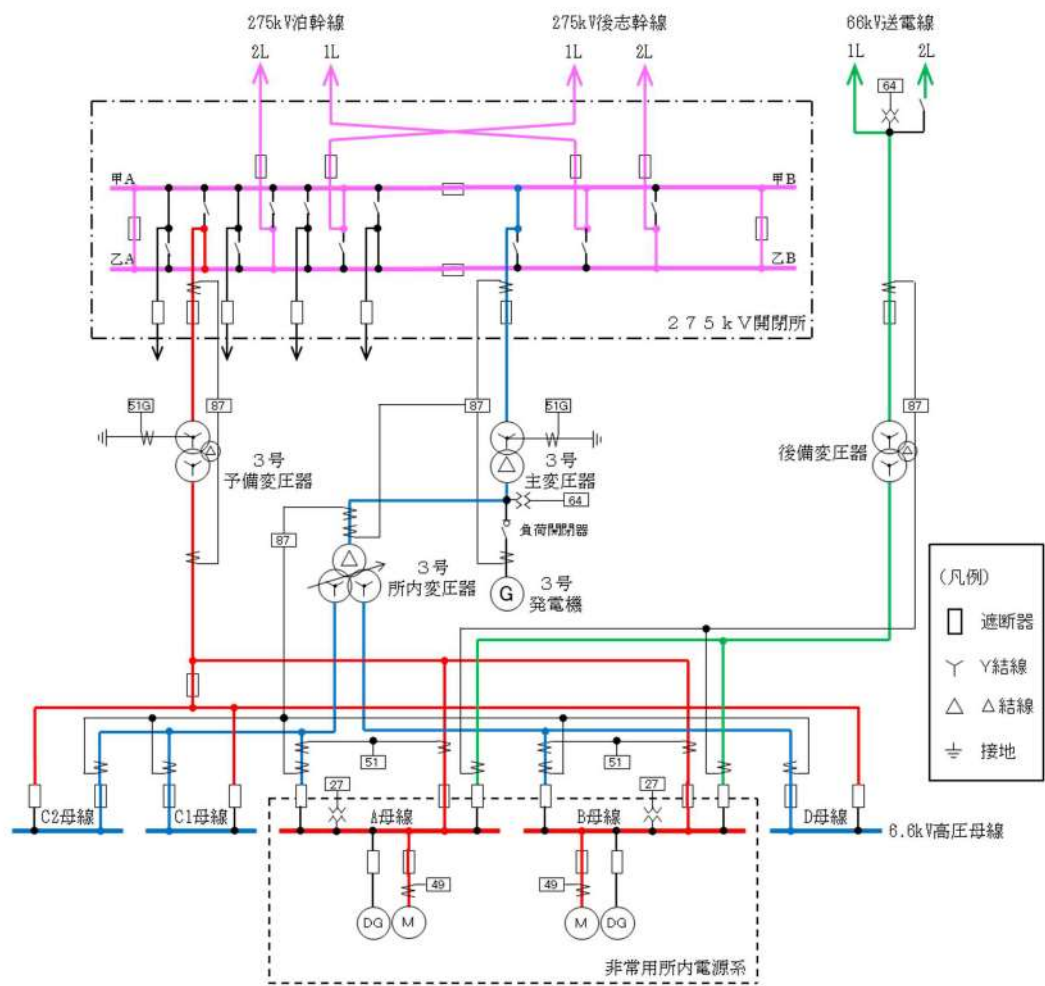 275kV泊幹線 275kV後志幹線 66kV送電線
2L 1L 1L 2L 1L 2L
64
甲A 甲B
乙A 乙B
275kV開閉所
51G 87 87 51G 87
3号
予備変圧器
3号
主変圧器
後備変圧器
64
87
負荷開閉器
3号
所内変圧器
G
3号
発電機
(凡例)
遮断器
Y結線
△結線
接地
51 51
27 27
C2母線 C1母線 A母線 B母線 D母線
6.6kV高圧母線
49 49
DG M M DG
非常用所内電源系